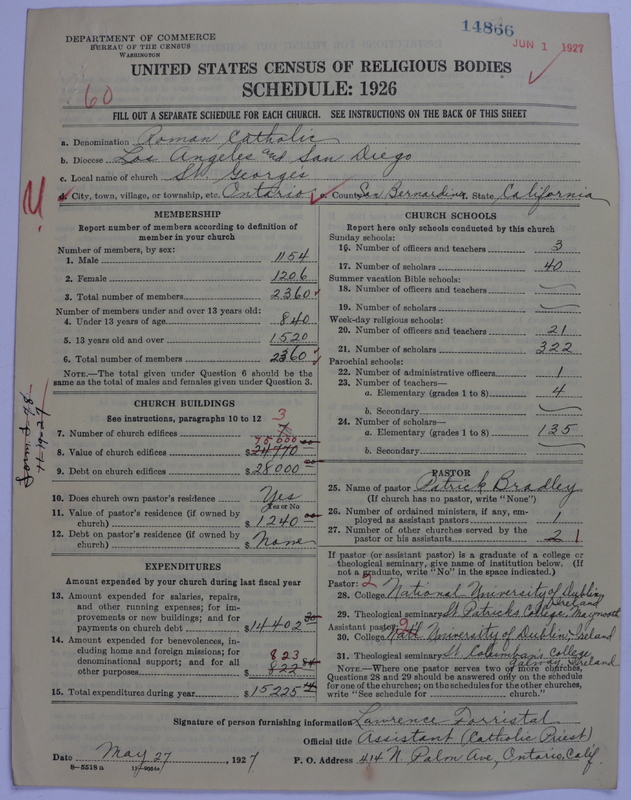 14866
JUN 1 1927
DEPARTMENT OF COMMERCE
BUREAU OF THE CENSUS
WASHINGTON
UNITED STATES CENSUS OF RELIGIOUS BODIES
SCHEDULE: 1926
60
FILL OUT A SEPARATE SCHEDULE FOR EACH CHURCH. SEE INSTRUCTIONS ON THE BACK OF THIS SHEET
a. Denomination Roman Catholic
b. Diocese Los Angeles and San Diego
c. Local name of church St. Georges
d. City, town, village, or township, etc. Ontario e. County San Bernardino f. State California
MEMBERSHIP
Report number of members according to definition of
member in your church
Number of members, by sex:
1. Male 1154
2. Female 1206
3. Total number of members 2360
Number of members under and over 13 years old:
4. Under 13 years of age 840
5. 13 years old and over 1520
6. Total number of members 2360
NOTE.—The total given under Question 6 should be the
same as the total of males and females given under Question 3.
CHURCH BUILDINGS
See instructions, paragraphs 10 to 12
3
7. Number of church edifices 7
8. Value of church edifices $24770
9. Debt on church edifices $28000
10. Does church own pastor's residence Yes
Yes or No
11. Value of pastor's residence (if owned by
church) $1240 00
12. Debt on pastor's residence (if owned by
church) $None
EXPENDITURES
Amount expended by your church during last fiscal year
13. Amount expended for salaries, repairs,
and other running expenses; for im-
provements or new buildings; and for
payments on church debt $14402
14. Amount expended for benevolences, in-
cluding home and foreign missions; for
denominational support; and for all 823
other purposes $822
15. Total expenditures during year $15225
CHURCH SCHOOLS
Report here only schools conducted by this church
Sunday schools:
16. Number of officers and teachers 3
17. Number of scholars 40
Summer vacation Bible schools:
18. Number of officers and teachers
19. Number of scholars
Week-day religious schools:
20. Number of officers and teachers 21
21. Number of scholars 322
Parochial schools:
22. Number of administrative officers 1
23. Number of teachers—
a. Elementary (grades 1 to 8) 4
b. Secondary
24. Number of scholars—
a. Elementary (grades 1 to 8) 135
b. Secondary
PASTOR
25. Name of pastor Patrick Bradley
(If church has no pastor, write "None")
26. Number of ordained ministers, if any, em-
ployed as assistant pastors 1
27. Number of other churches served by the
pastor or his assistants 2 1
If pastor (or assistant pastor) is a graduate of a college or
theological seminary, give name of institution below. (If
not a graduate, write "No" in the space indicated.)
Pastor: 2
28. College National University of Dublin
Ireland
29. Theological seminary St Patricks College, Maynooth
Assistant pastor: 2
30. College Natl University of Dublin, Ireland
31. Theological seminary St. Columban's College
Galway, Ireland
NOTE.—Where one pastor serves two or more churches,
Questions 28 and 29 should be answered only on the schedule
for one of the churches; on the schedules for the other churches,
write "See schedule for ____ church."
Signature of person furnishing information Lawrence Forristal
Official title Assistant (Catholic Priest)
Date May 27, 1927 P. O. Address 414 N. Palm Ave, Ontario, Calif.
8—5518 a